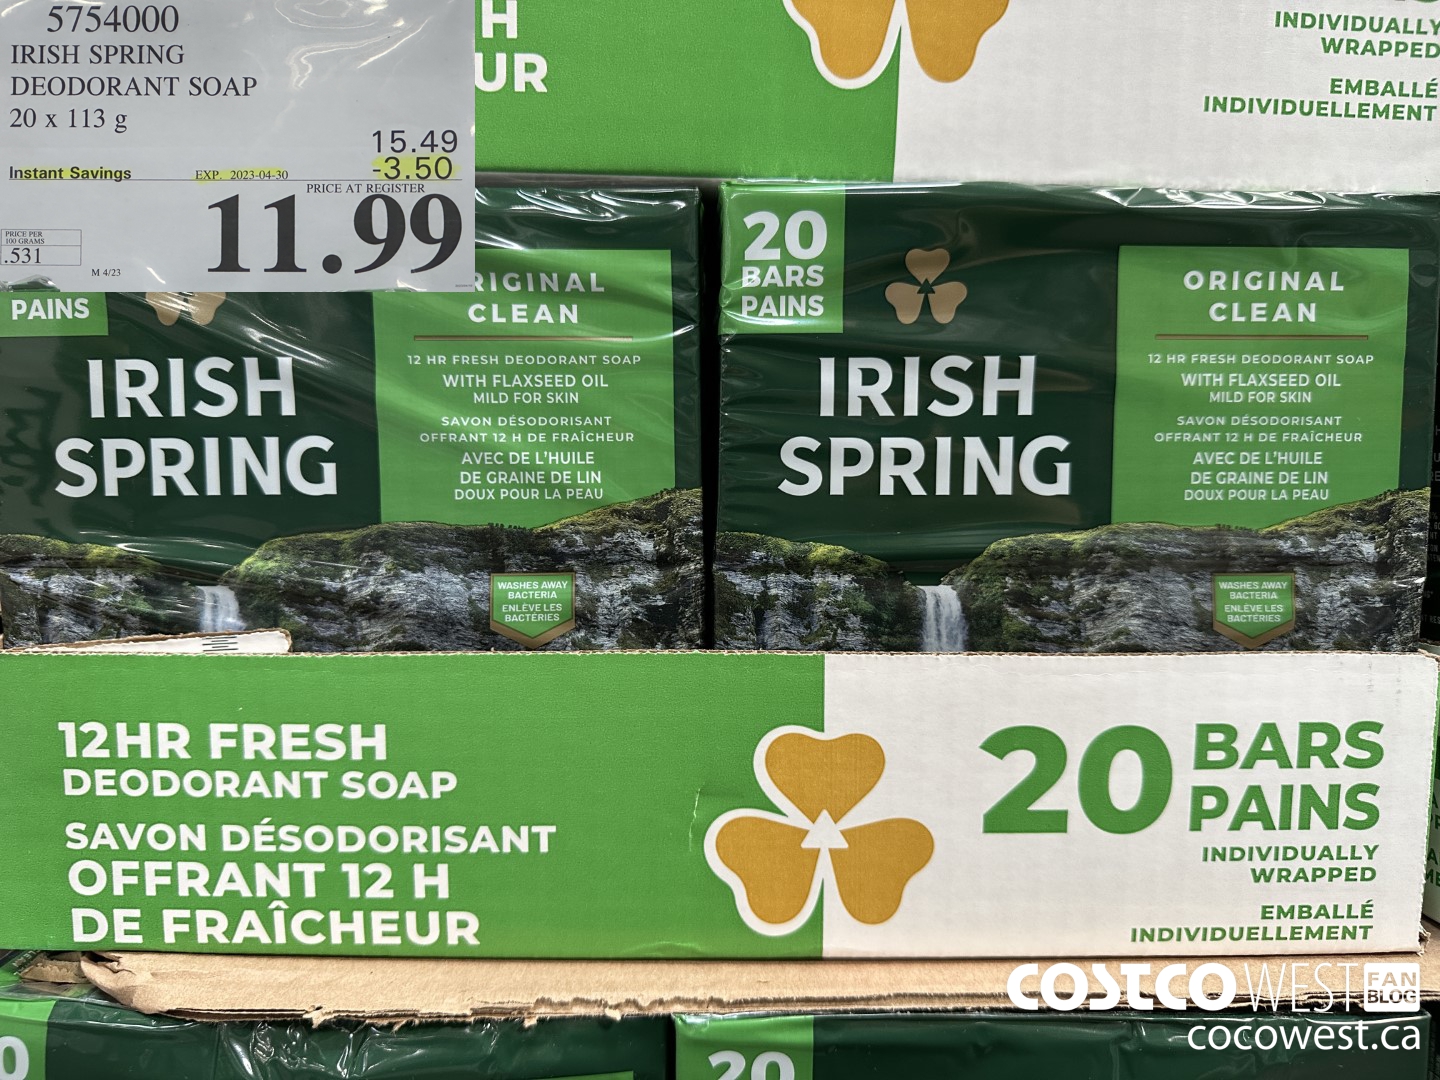 5754000
IRISH SPRING
DEODORANT SOAP
20 x 113 g
15.49
Instant Savings EXP. 2023-04-30 -3.50
PRICE AT REGISTER
11.99
PRICE PER
100 GRAMS
.531
M 4/23
H
UR
INDIVIDUALLY
WRAPPED
EMBALLÉ
INDIVIDUELLEMENT
PAINS
IRISH
SPRING
RIGINAL
CLEAN
12 HR FRESH DEODORANT SOAP
WITH FLAXSEED OIL
MILD FOR SKIN
SAVON DÉSODORISANT
OFFRANT 12 H DE FRAÎCHEUR
AVEC DE L'HUILE
DE GRAINE DE LIN
DOUX POUR LA PEAU
WASHES AWAY
BACTERIA
ENLÈVE LES
BACTÉRIES
20
BARS
PAINS
IRISH
SPRING
ORIGINAL
CLEAN
12 HR FRESH DEODORANT SOAP
WITH FLAXSEED OIL
MILD FOR SKIN
SAVON DÉSODORISANT
OFFRANT 12 H DE FRAÎCHEUR
AVEC DE L'HUILE
DE GRAINE DE LIN
DOUX POUR LA PEAU
WASHES AWAY
BACTERIA
ENLÈVE LES
BACTÉRIES
12HR FRESH
DEODORANT SOAP
SAVON DÉSODORISANT
OFFRANT 12 H
DE FRAÎCHEUR
20 BARS
PAINS
INDIVIDUALLY
WRAPPED
EMBALLÉ
INDIVIDUELLEMENT
COSTCO WEST FAN BLOG
cocowest.ca
0
20